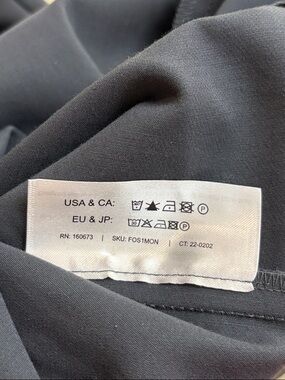 USA & CA: Ⓟ
EU & JP: Ⓟ
RN: 160673 | SKU: FOS1MON | CT: 22-0202